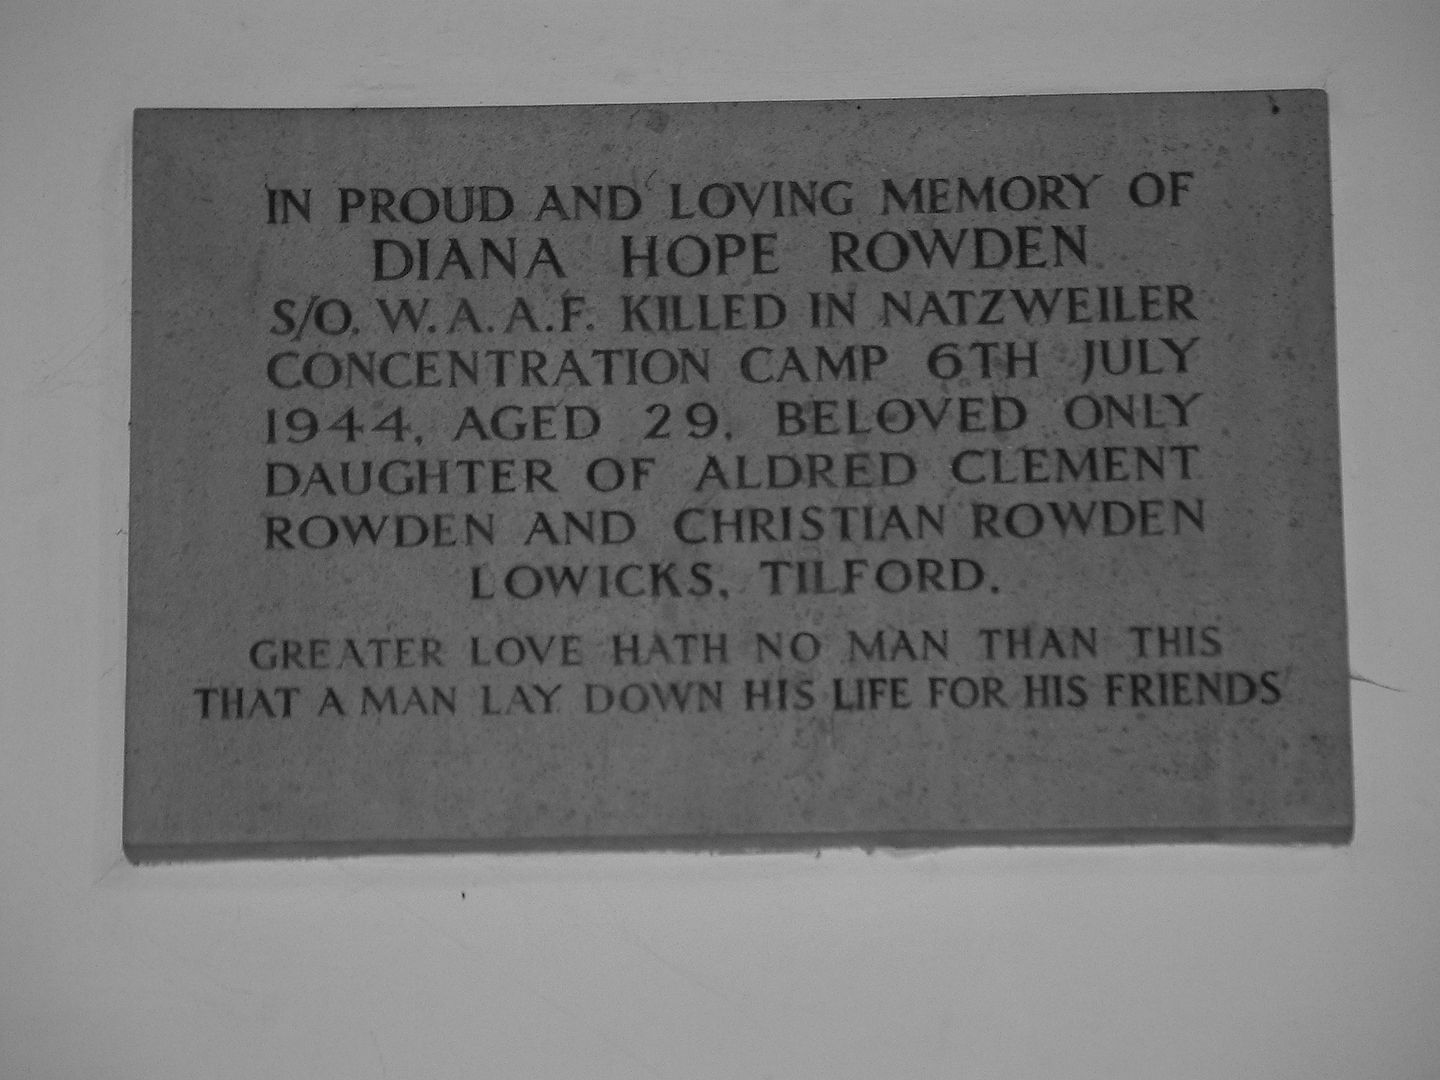 IN PROUD AND LOVING MEMORY OF
DIANA HOPE ROWDEN
S/O. W.A.A.F. KILLED IN NATZWEILER
CONCENTRATION CAMP 6TH JULY
1944, AGED 29, BELOVED ONLY
DAUGHTER OF ALDRED CLEMENT
ROWDEN AND CHRISTIAN ROWDEN
LOWICKS, TILFORD.
GREATER LOVE HATH NO MAN THAN THIS
THAT A MAN LAY DOWN HIS LIFE FOR HIS FRIENDS